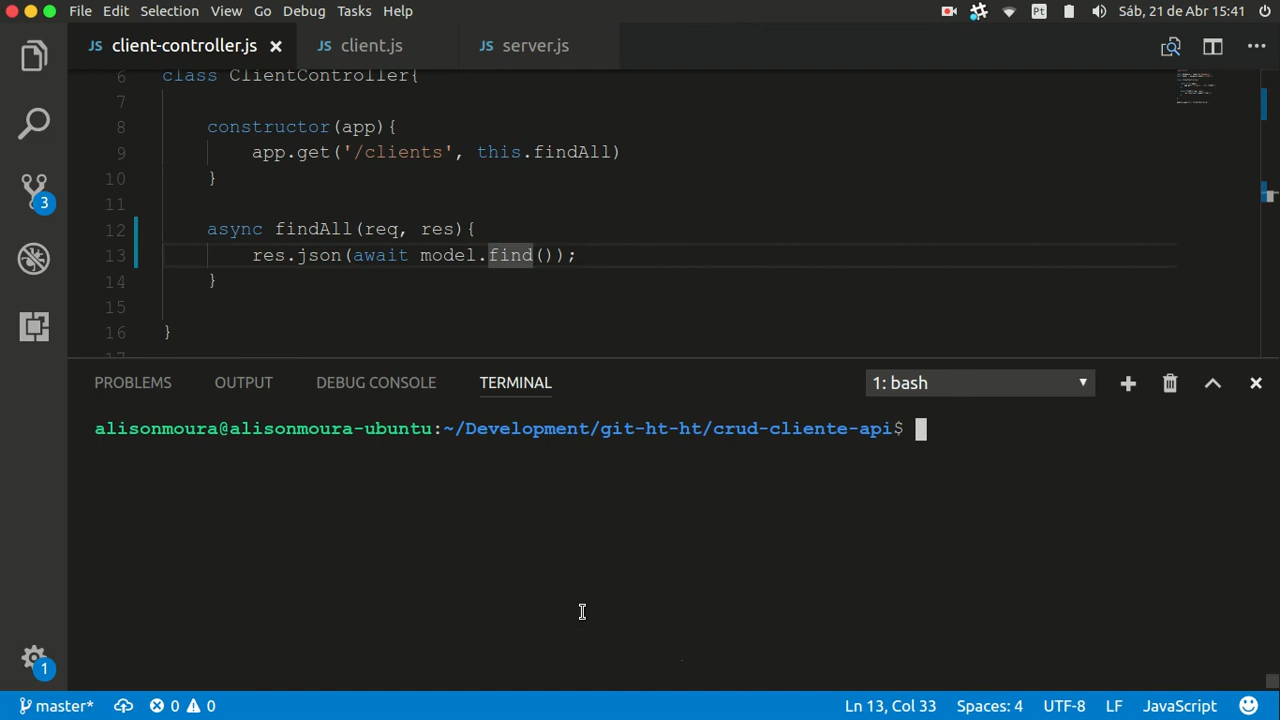 File Edit Selection View Go Debug Tasks Help
Pt Sáb, 21 de Abr 15:41
JS client-controller.js × JS client.js JS server.js
6 class ClientController{
7
8 constructor(app){
9 app.get('/clients', this.findAll)
10 }
11
12 async findAll(req, res){
13 res.json(await model.find());
14 }
15
16 }
17
3
PROBLEMS OUTPUT DEBUG CONSOLE TERMINAL 1: bash
alisonmoura@alisonmoura-ubuntu:~/Development/git-ht-ht/crud-cliente-api$
1
master* 0 0 Ln 13, Col 33 Spaces: 4 UTF-8 LF JavaScript